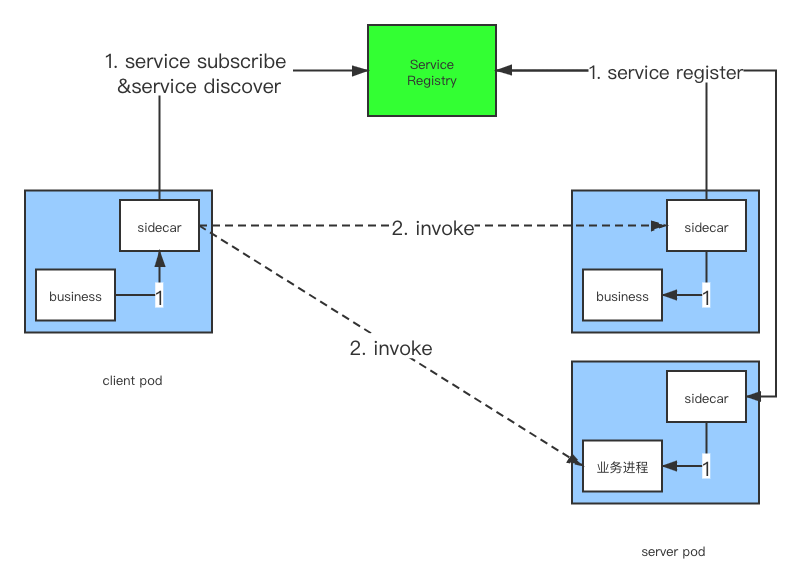 1. service subscribe
&service discover
Service
Registry
1. service register
sidecar
business
1
client pod
2. invoke
2. invoke
sidecar
business
1
sidecar
业务进程
1
server pod